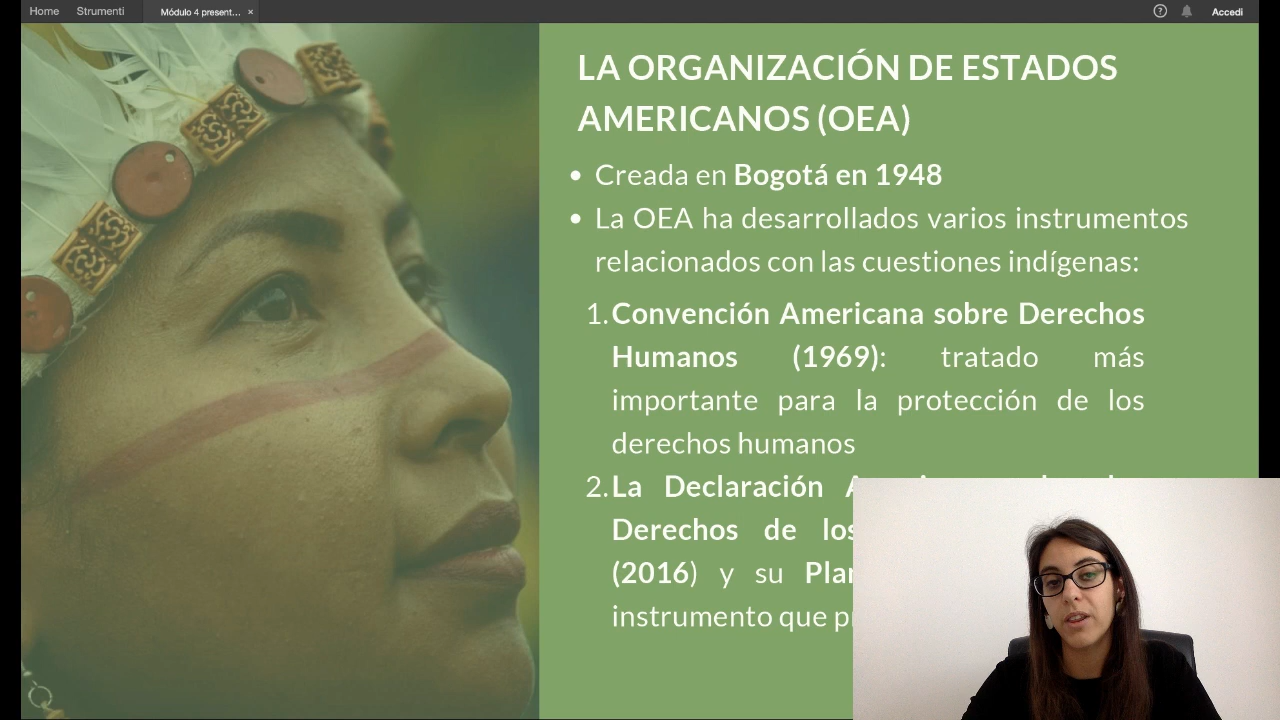 Home Strumenti Módulo 4 present... × ? Accedi
LA ORGANIZACIÓN DE ESTADOS
AMERICANOS (OEA)
• Creada en Bogotá en 1948
• La OEA ha desarrollados varios instrumentos
relacionados con las cuestiones indígenas:
1. Convención Americana sobre Derechos
Humanos (1969): tratado más
importante para la protección de los
derechos humanos
2. La Declaración
Derechos de los
(2016) y su
instrumento que